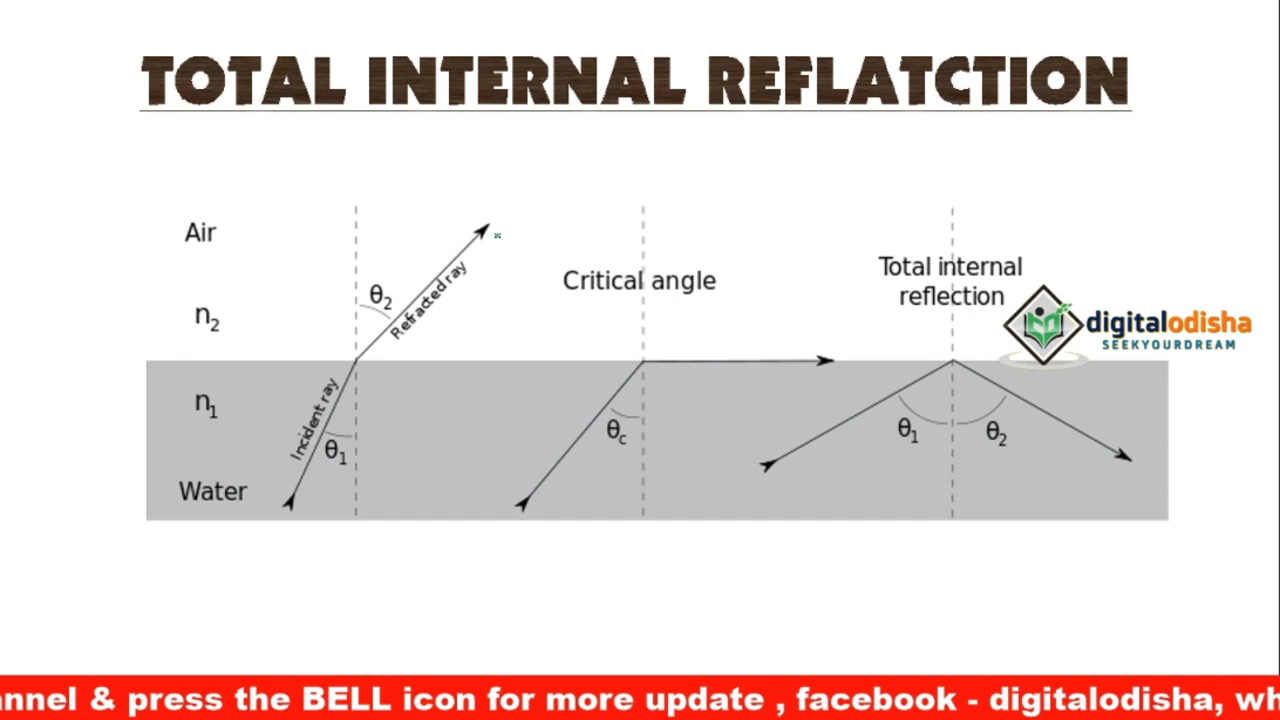 TOTAL INTERNAL REFLATCTION
Air
n2
θ2
Refracted ray
Critical angle
Total internal
reflection
digitalodisha
SEEKYOURDREAM
n1
Incident ray
θ1
θc
θ1
θ2
Water
nnel & press the BELL icon for more update , facebook - digitalodisha, wh